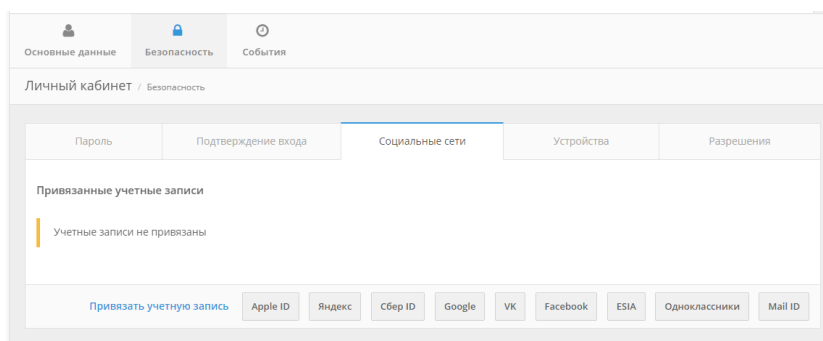 Основные данные Безопасность События
Личный кабинет / Безопасность
Пароль Подтверждение входа Социальные сети Устройства Разрешения
Привязанные учетные записи
Учетные записи не привязаны
Привязать учетную запись Apple ID Яндекс Сбер ID Google VK Facebook ESIA Одноклассники Mail ID